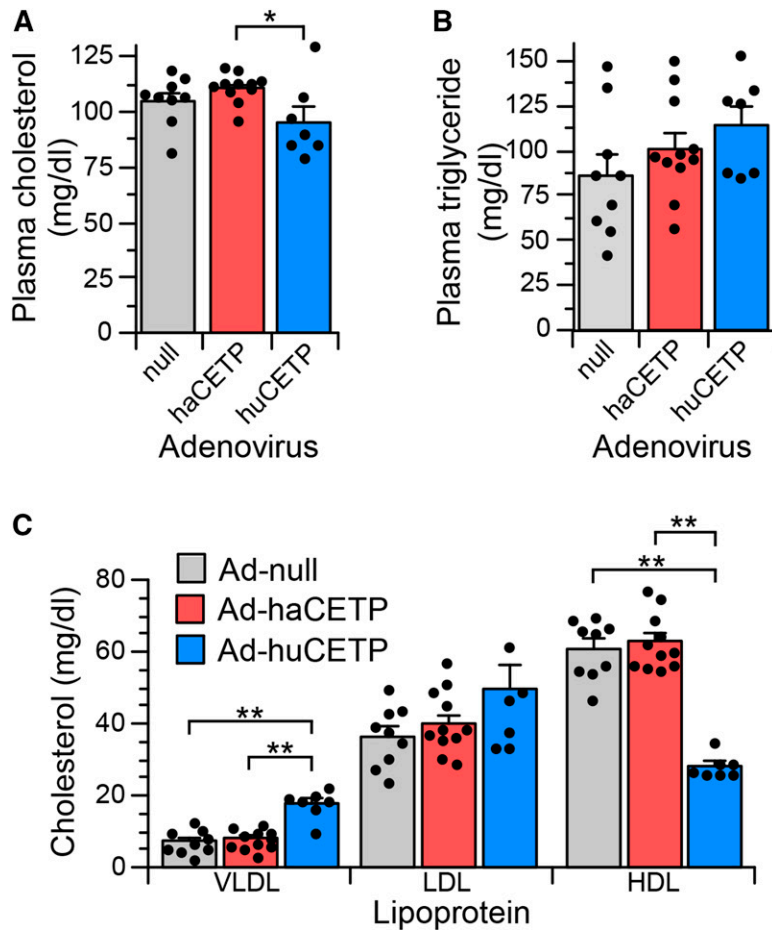 A
*
Plasma cholesterol
(mg/dl)
125
100
75
50
25
0
null
haCETP
huCETP
Adenovirus
B
Plasma triglyceride
(mg/dl)
150
125
100
75
50
25
0
null
haCETP
huCETP
Adenovirus
C
Ad-null
Ad-haCETP
Ad-huCETP
**
**
**
**
Cholesterol (mg/dl)
80
60
40
20
0
VLDL
LDL
HDL
Lipoprotein